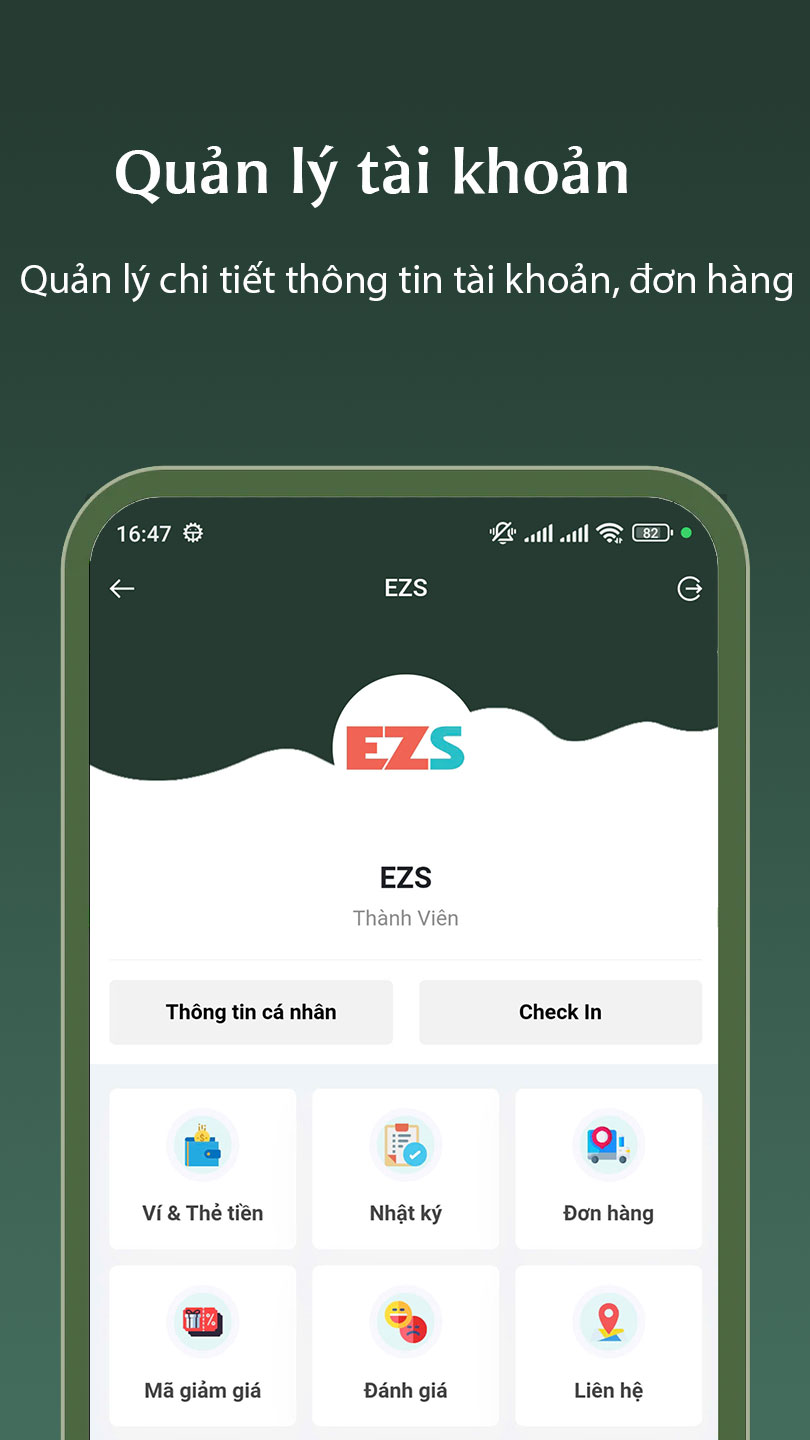 Quản lý tài khoản
Quản lý chi tiết thông tin tài khoản, đơn hàng
16:47
82
EZS
EZS
EZS
Thành Viên
Thông tin cá nhân
Check In
Ví & Thẻ tiền
Nhật ký
Đơn hàng
%
Mã giảm giá
Đánh giá
Liên hệ